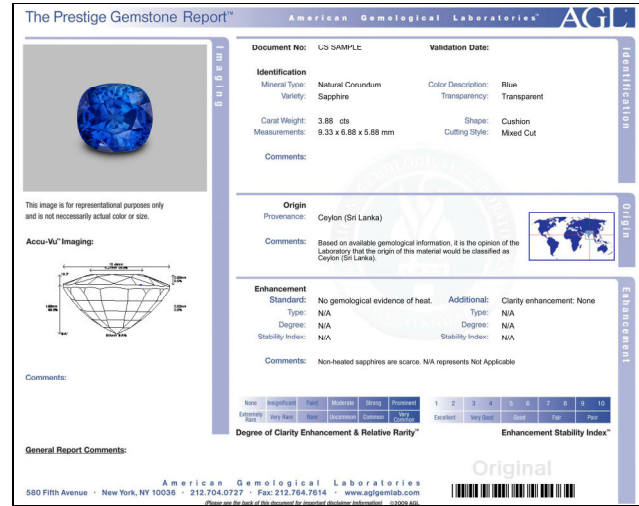 The Prestige Gemstone Report™
American Gemological Laboratories™ AGL
Imaging
Document No: CS SAMPLE Validation Date:
Identification
Mineral Type: Natural Corundum Color Description: Blue
Variety: Sapphire Transparency: Transparent
Carat Weight: 3.88 cts Shape: Cushion
Measurements: 9.33 x 6.88 x 5.88 mm Cutting Style: Mixed Cut
Comments:
Identification
This image is for representational purposes only
and is not neccessarily actual color or size.
Accu-Vu™ Imaging:
Comments:
General Report Comments:
Origin
Provenance: Ceylon (Sri Lanka)
Comments: Based on available gemological information, it is the opinion of the
Laboratory that the origin of this material would be classified as
Ceylon (Sri Lanka).
Origin
Enhancement
Standard: No gemological evidence of heat. Additional: Clarity enhancement: None
Type: N/A Type: N/A
Degree: N/A Degree: N/A
Stability Index: N/A Stability Index: N/A
Comments: Non-heated sapphires are scarce. N/A represents Not Applicable
Enhancement
None Insignificant Faint Moderate Strong Prominent 1 2 3 4 5 6 7 8 9 10
Extremely Rare Very Rare Rare Uncommon Common Very Common Excellent Very Good Good Fair Poor
Degree of Clarity Enhancement & Relative Rarity™ Enhancement Stability Index™
Original
American Gemological Laboratories
580 Fifth Avenue · New York, NY 10036 · 212.704.0727 · Fax: 212.764.7614 · www.aglgemlab.com
(Please see the back of this document for important disclaimer information) ©2009 AGL